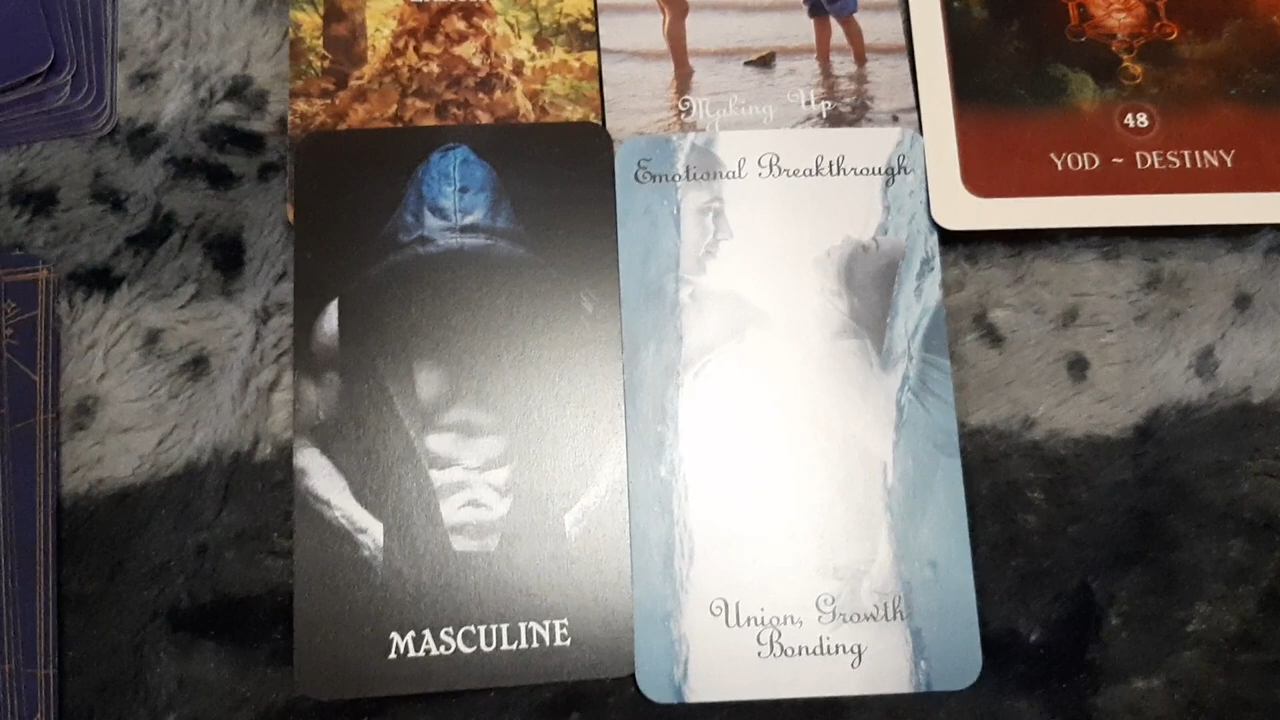 Making Up
48
YOD ~ DESTINY
Emotional Breakthrough
MASCULINE
Union, Growth
Bonding